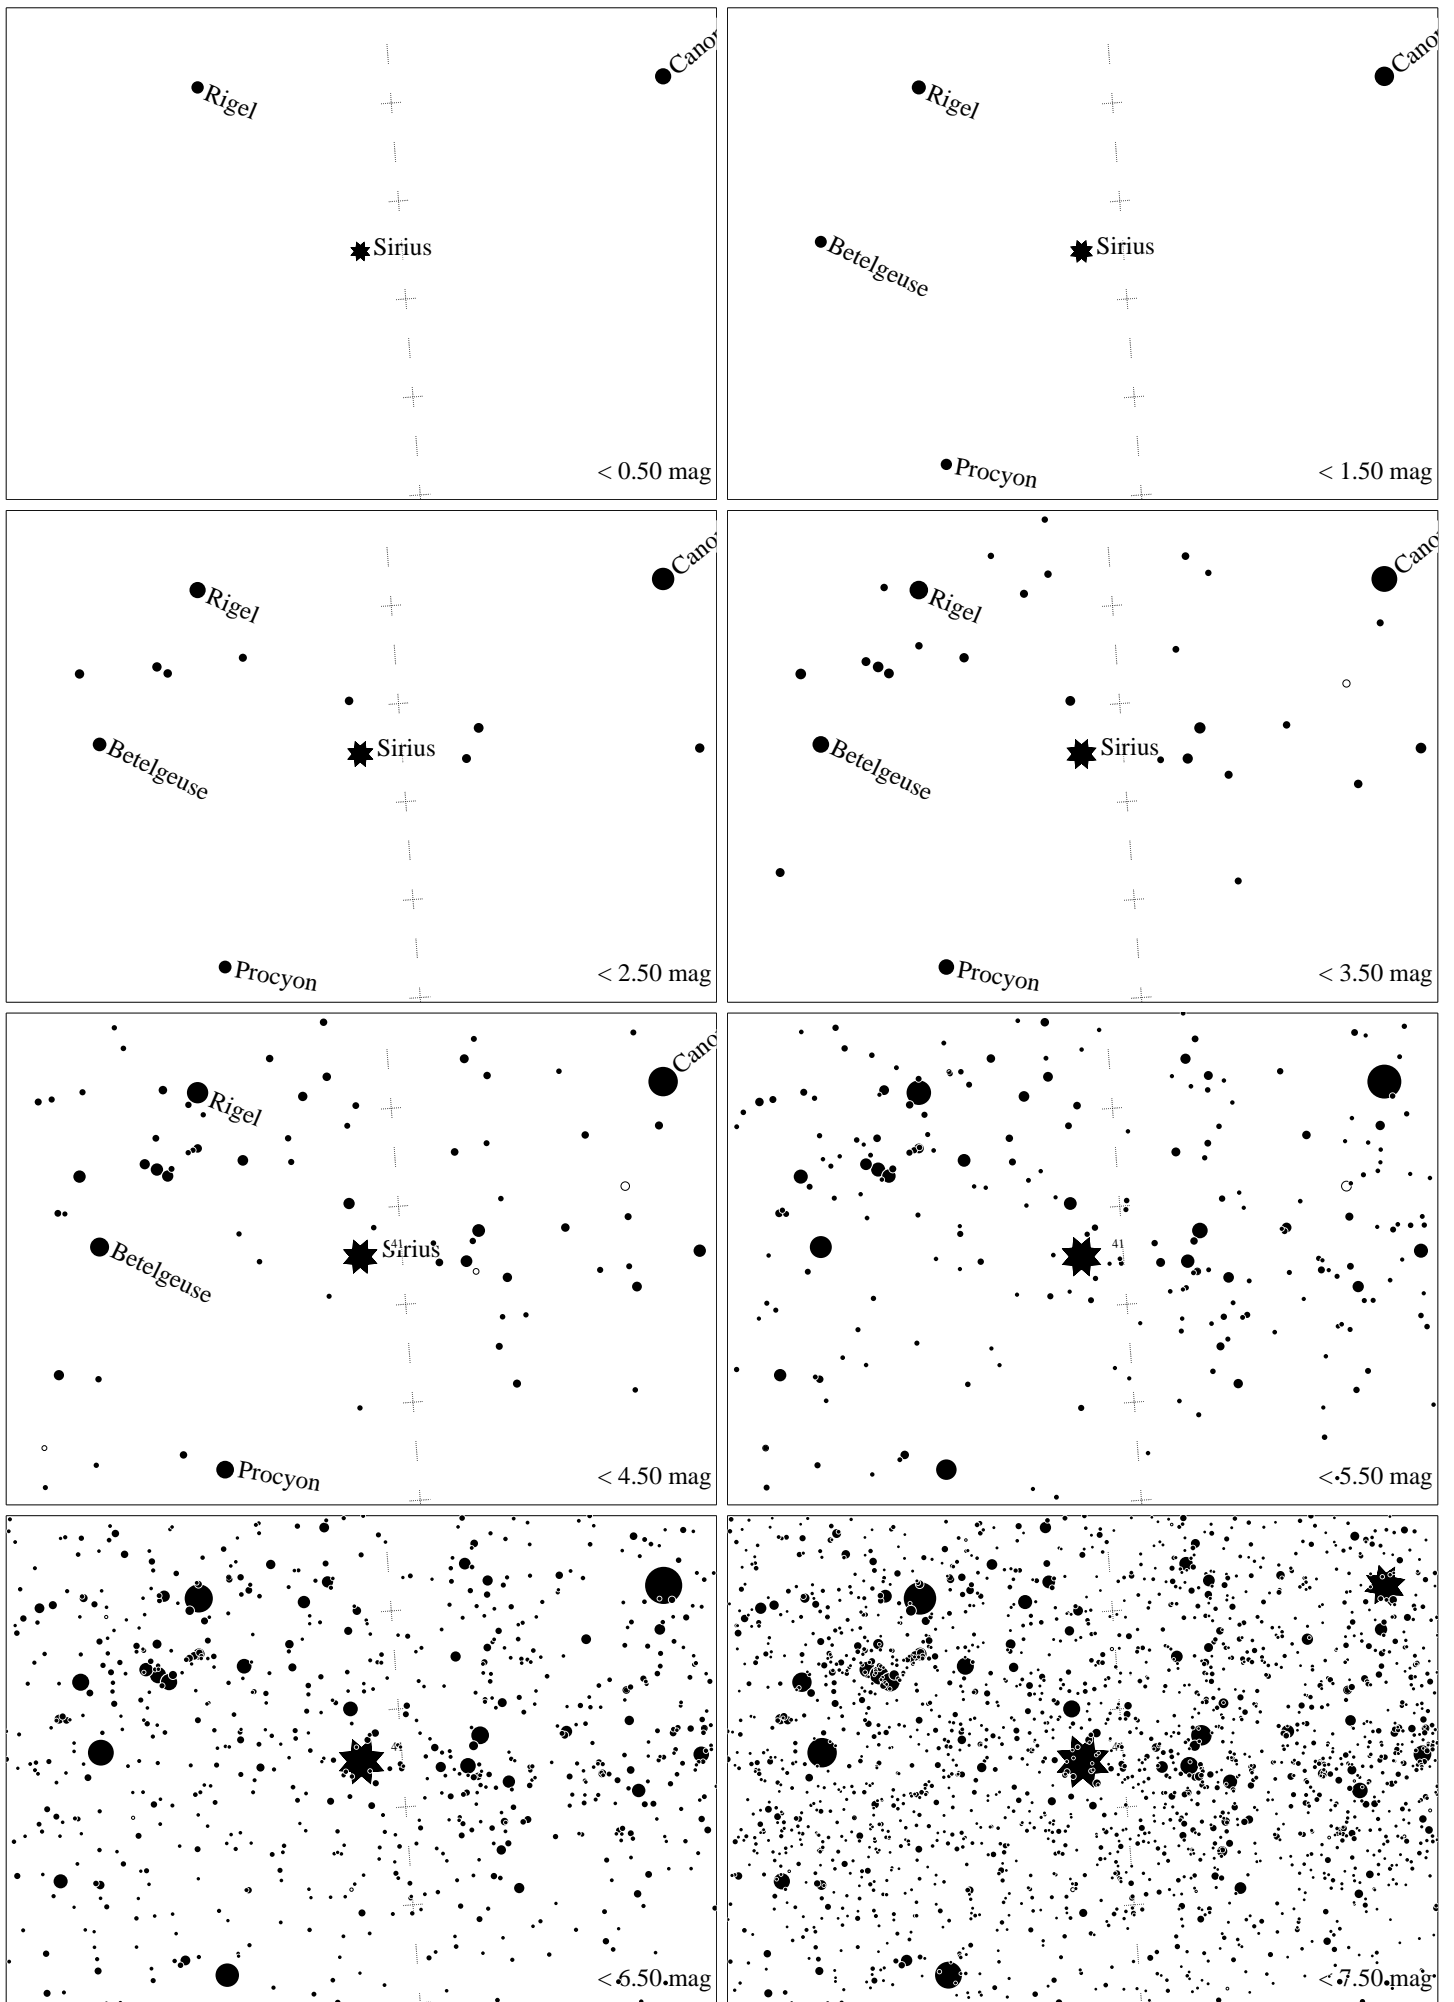 Rigel
Cano
Sirius
< 0.50 mag
Rigel
Cano
Betelgeuse
Sirius
Procyon
< 1.50 mag
Rigel
Cano
Betelgeuse
Sirius
Procyon
< 2.50 mag
Rigel
Cano
Betelgeuse
Sirius
Procyon
< 3.50 mag
Rigel
Cano
Betelgeuse
41
Sirius
Procyon
< 4.50 mag
41
< 5.50 mag
< 6.50 mag
< 7.50 mag